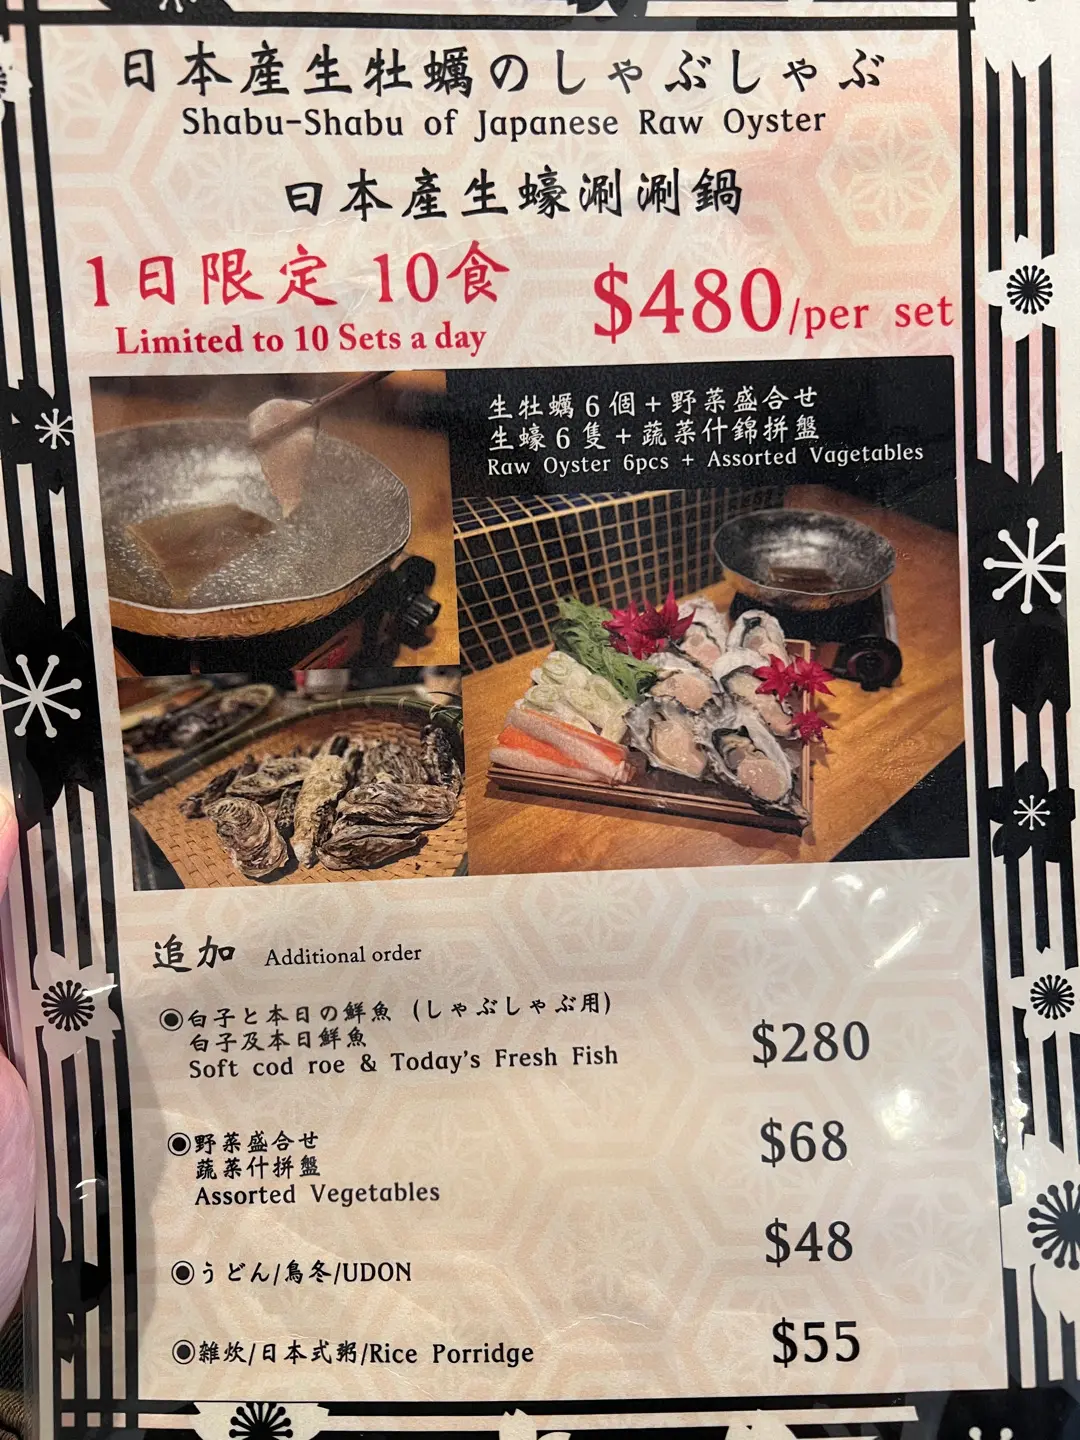 日本産生牡蠣のしゃぶしゃぶ
Shabu-Shabu of Japanese Raw Oyster
日本產生蠔涮涮鍋
1日限定 10食
$480/per set
Limited to 10 Sets a day
生牡蠣6個+野菜盛合せ
生蠔6隻+蔬菜什錦拼盤
Raw Oyster 6pcs + Assorted Vagetables
追加 Additional order
◉白子と本日の鮮魚 (しゃぶしゃぶ用)
白子及本日鮮魚
Soft cod roe & Today's Fresh Fish
$280
◉野菜盛合せ
蔬菜什拼盤
Assorted Vegetables
$68
◉うどん/烏冬/UDON
$48
◉雑炊/日本式粥/Rice Porridge
$55